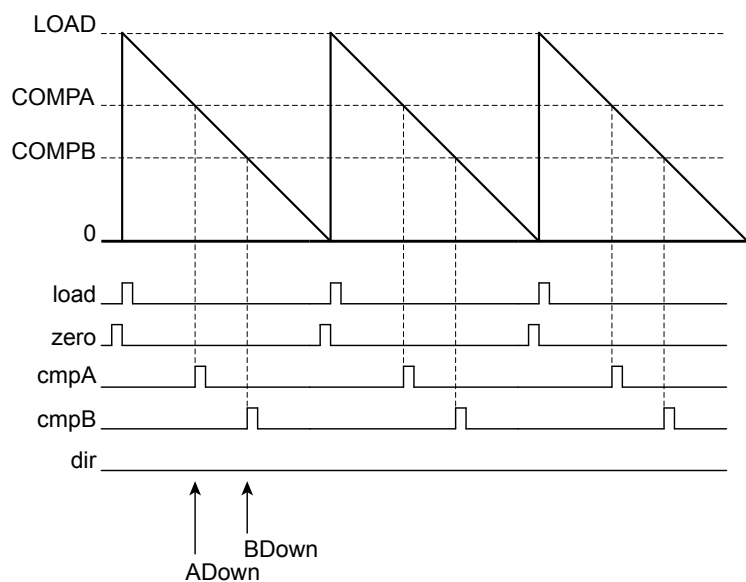 LOAD
COMPA
COMPB
0
load
zero
cmpA
cmpB
dir
BDown
ADown